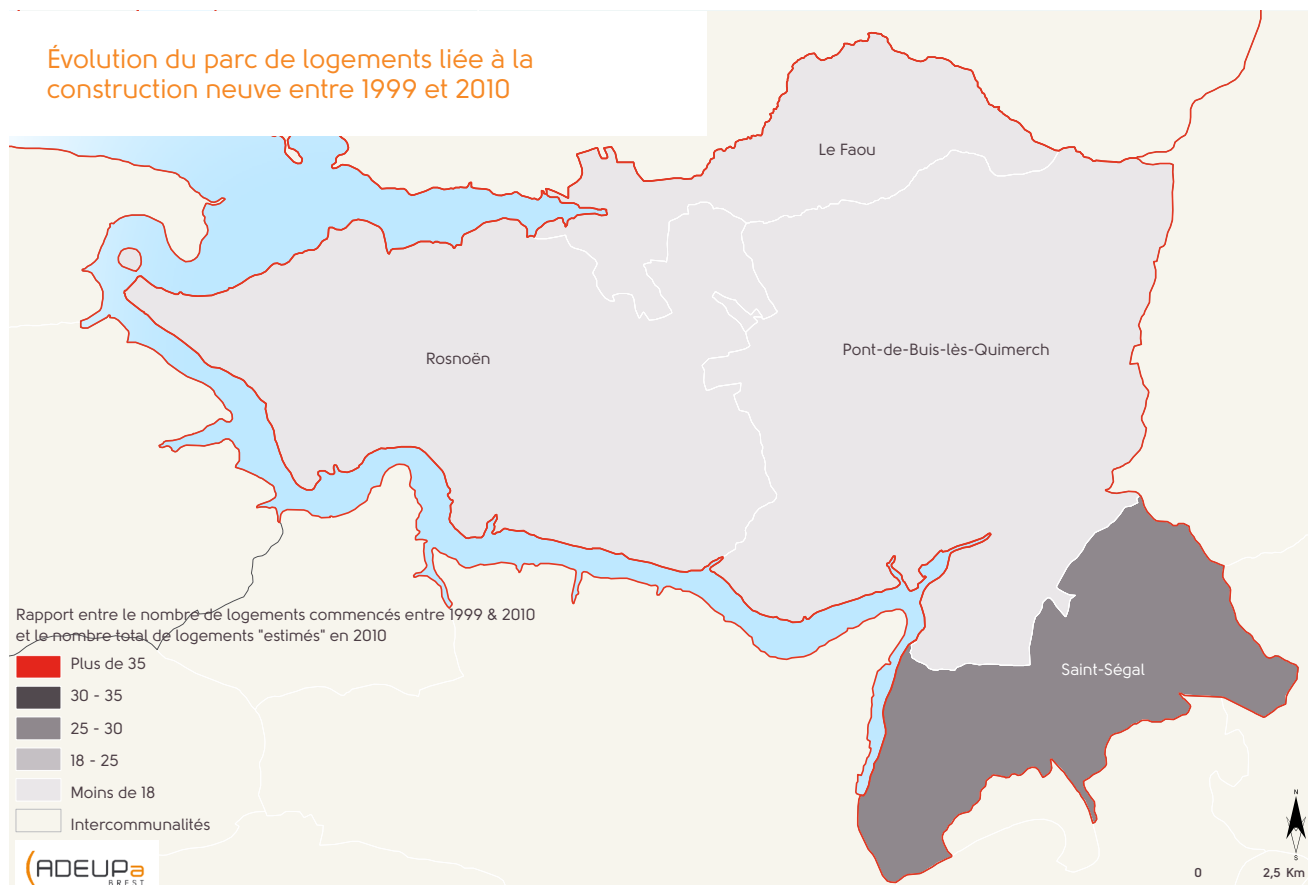 Évolution du parc de logements liée à la
construction neuve entre 1999 et 2010
Le Faou
Rosnoën
Pont-de-Buis-lès-Quimerch
Saint-Ségal
Rapport entre le nombre de logements commencés entre 1999 & 2010
et le nombre total de logements "estimés" en 2010
Plus de 35
30 - 35
25 - 30
18 - 25
Moins de 18
Intercommunalités
ADEUPa
BREST
N
S
0 2,5 Km